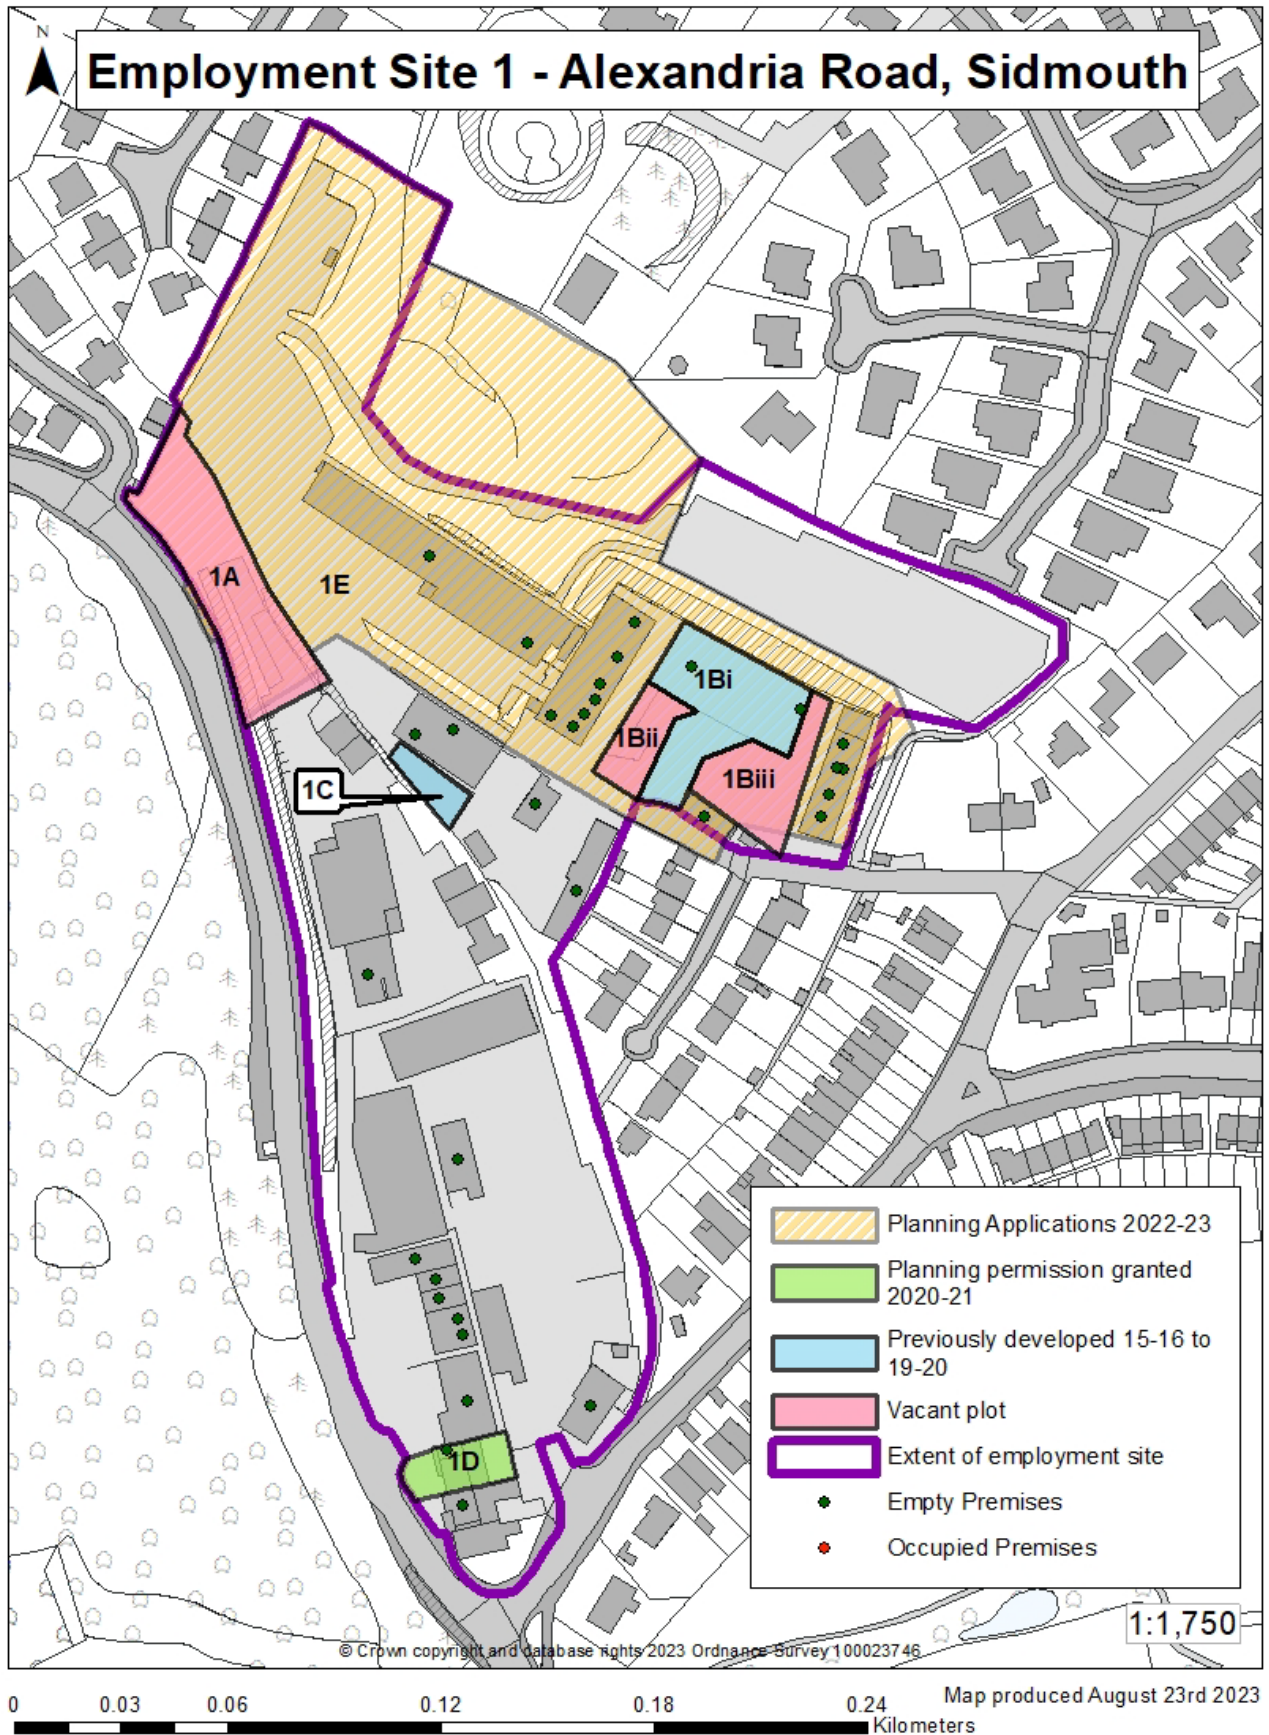 N
Employment Site 1 - Alexandria Road, Sidmouth
1A
1E
1Bi
1Bii
1Biii
1C
1D
Planning Applications 2022-23
Planning permission granted
2020-21
Previously developed 15-16 to
19-20
Vacant plot
Extent of employment site
Empty Premises
Occupied Premises
1:1,750
© Crown copyright and database rights 2023 Ordnance Survey 100023746
0 0.03 0.06 0.12 0.18 0.24
Kilometers
Map produced August 23rd 2023